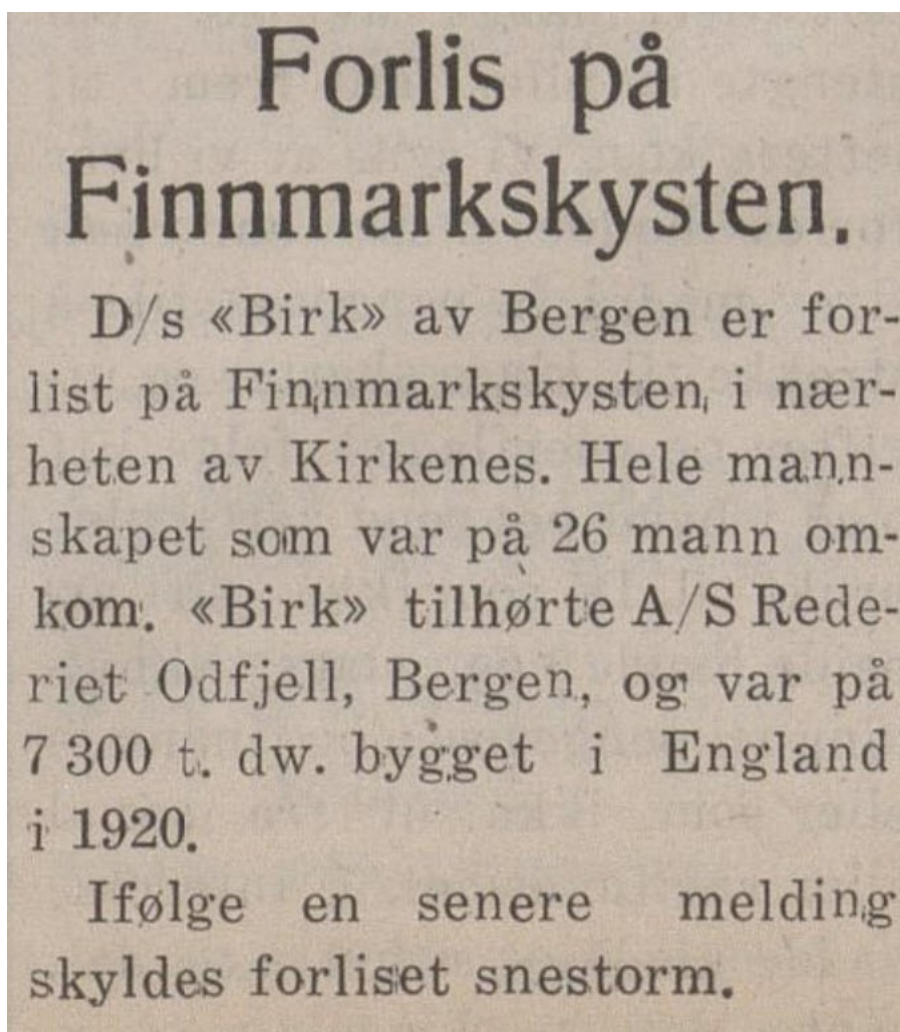 Forlis på
Finnmarkskysten.
D/s «Birk» av Bergen er for-
list på Finnmarkskysten i nær-
heten av Kirkenes. Hele mann-
skapet som var på 26 mann om-
kom. «Birk» tilhørte A/S Rede-
riet Odfjell, Bergen, og var på
7 300 t. dw. bygget i England
i 1920.
Ifølge en senere melding
skyldes forliset snestorm.